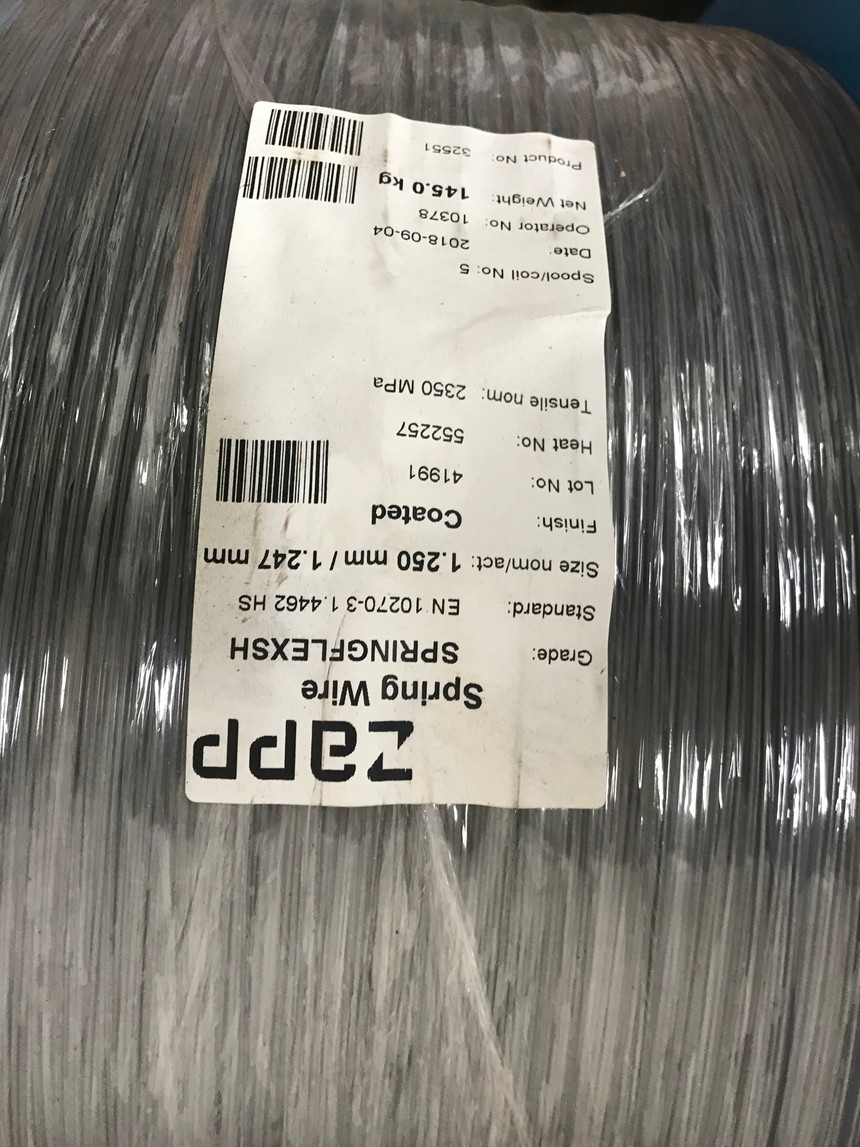 zapp
Spring Wire
Grade: SPRINGFLEXSH
Standard: EN 10270-3 1.4462 HS
Size nom/act: 1.250 mm / 1.247 mm
Finish: Coated
Lot No: 41991
Heat No: 552257
Tensile nom: 2350 MPa
Spool/coil No: 5
Date: 2018-09-04
Operator No: 10378
Net Weight: 145.0 kg
Product No: 32551